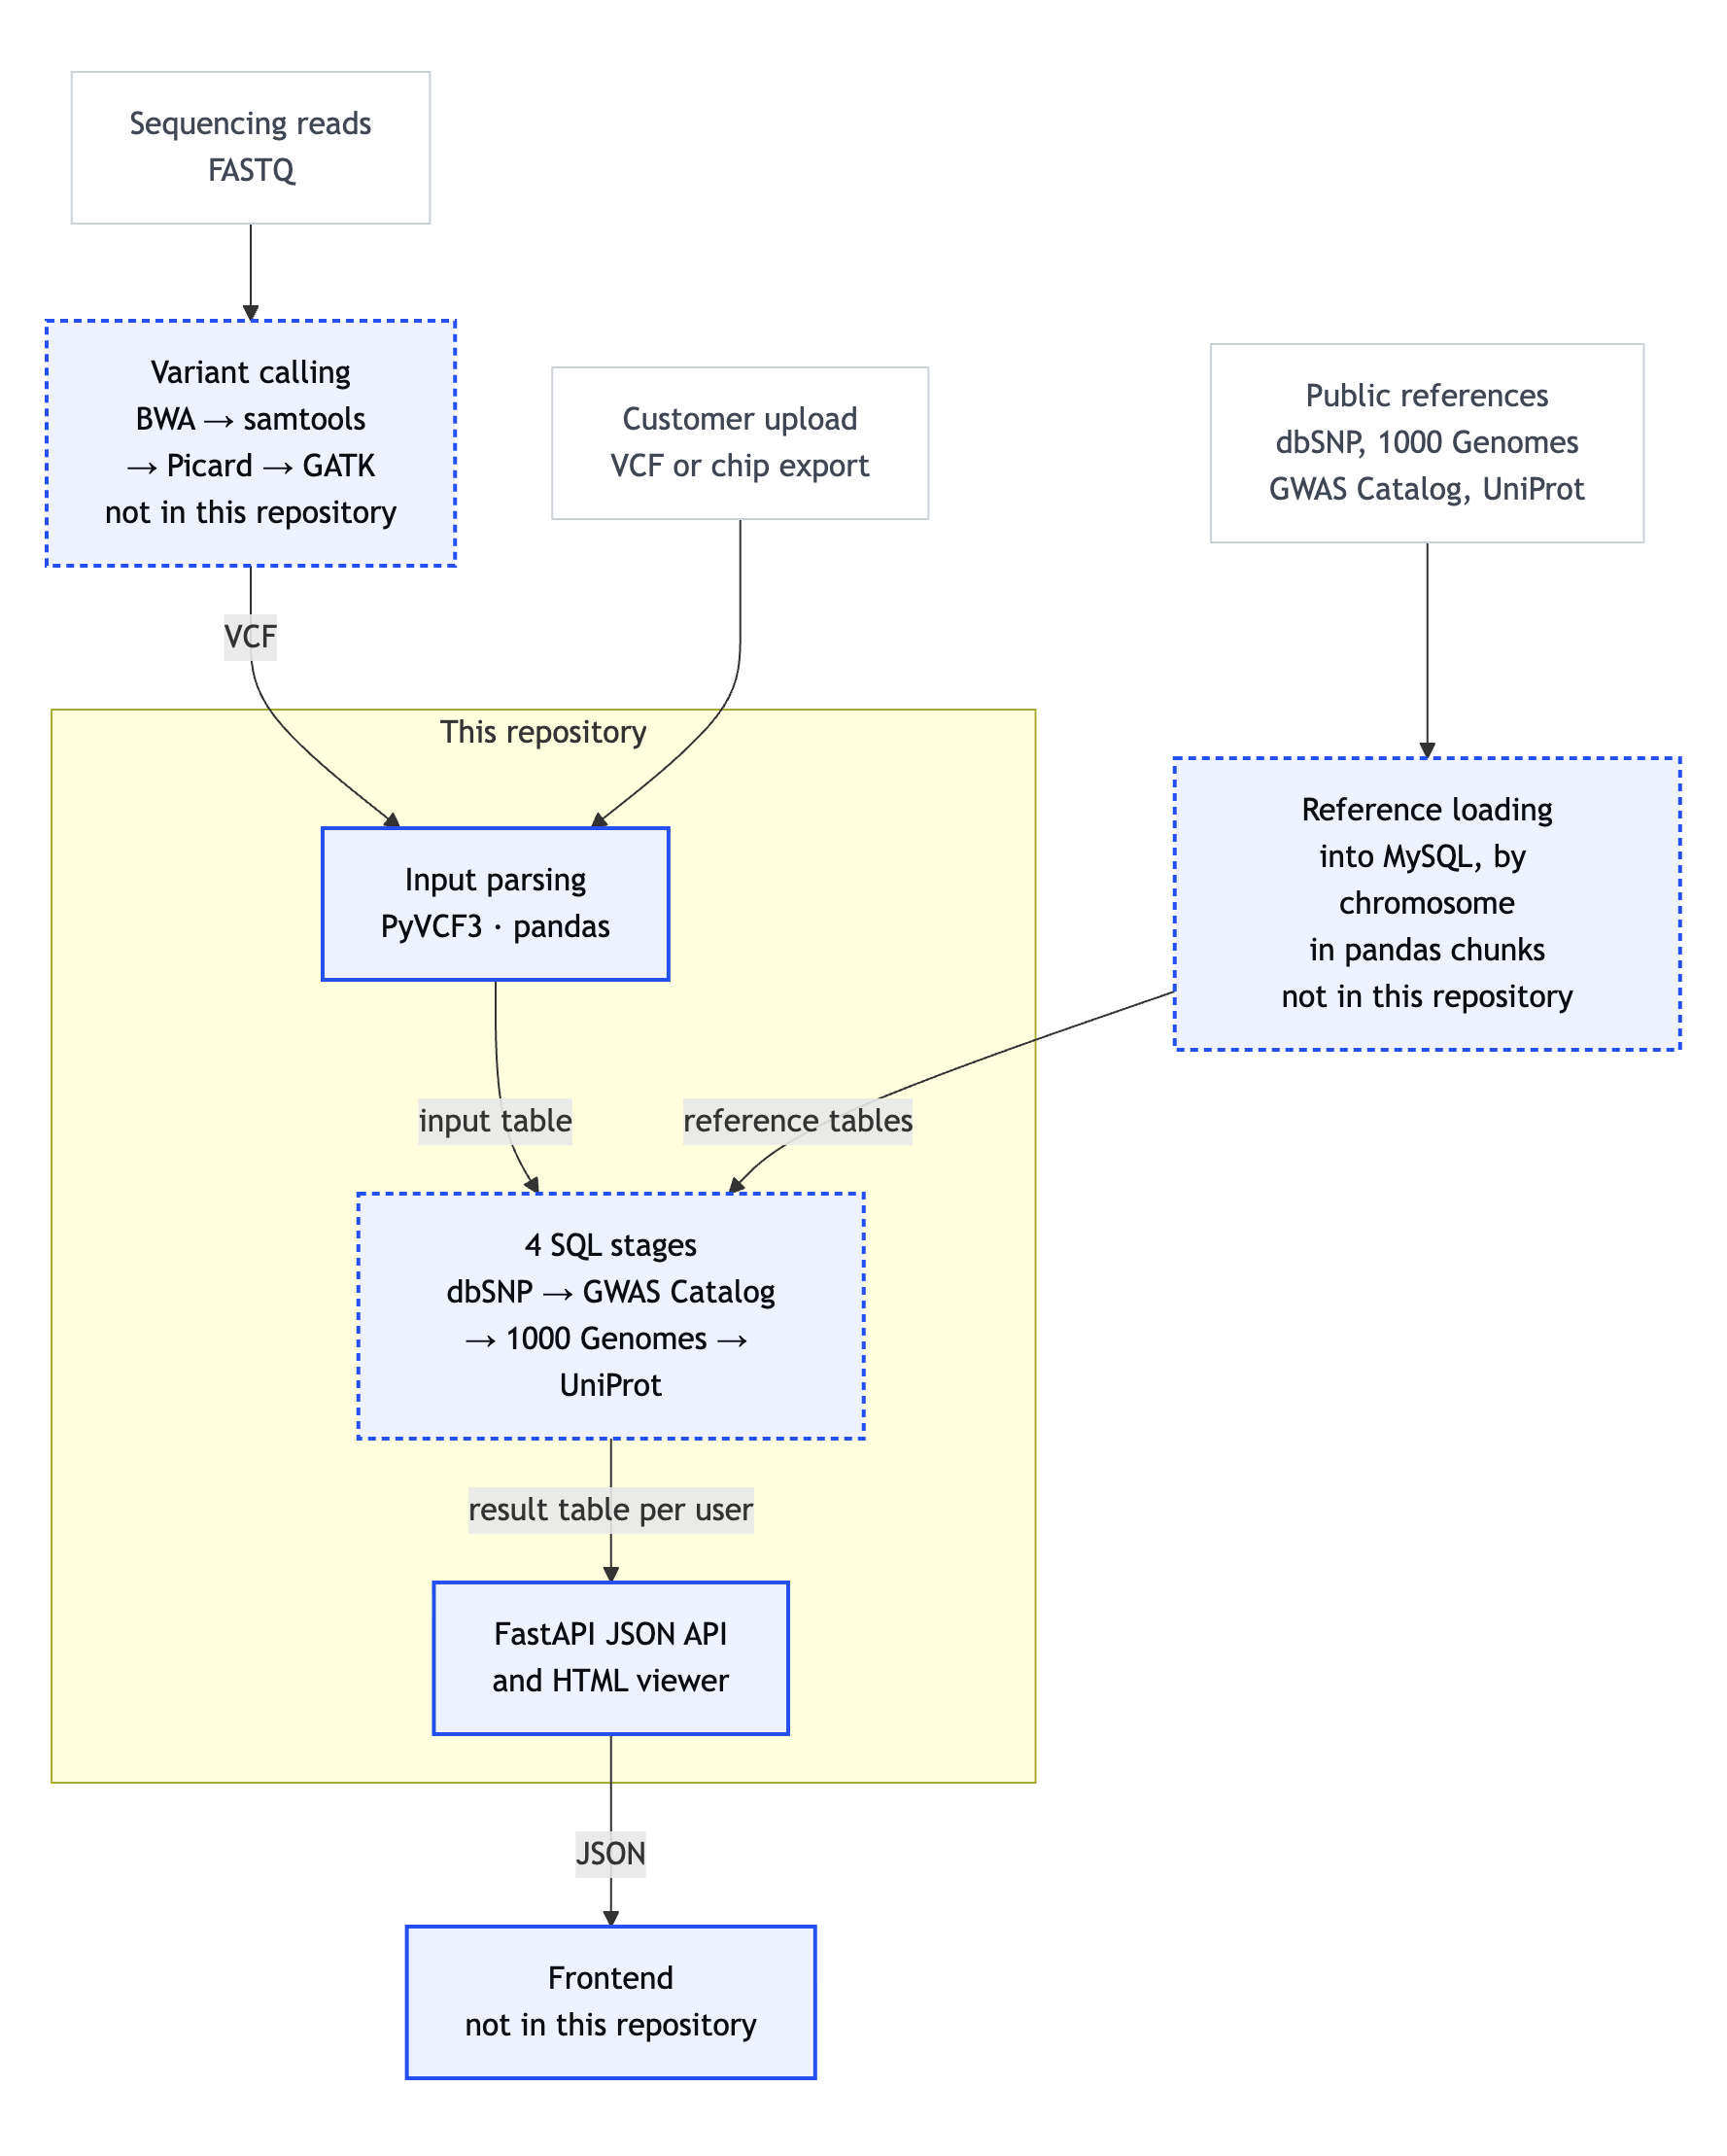 Sequencing reads
FASTQ
Variant calling
BWA → samtools
→ Picard → GATK
not in this repository
Customer upload
VCF or chip export
Public references
dbSNP, 1000 Genomes
GWAS Catalog, UniProt
VCF
This repository
Input parsing
PyVCF3 · pandas
Reference loading
into MySQL, by
chromosome
in pandas chunks
not in this repository
input table
reference tables
4 SQL stages
dbSNP → GWAS Catalog
→ 1000 Genomes →
UniProt
result table per user
FastAPI JSON API
and HTML viewer
JSON
Frontend
not in this repository